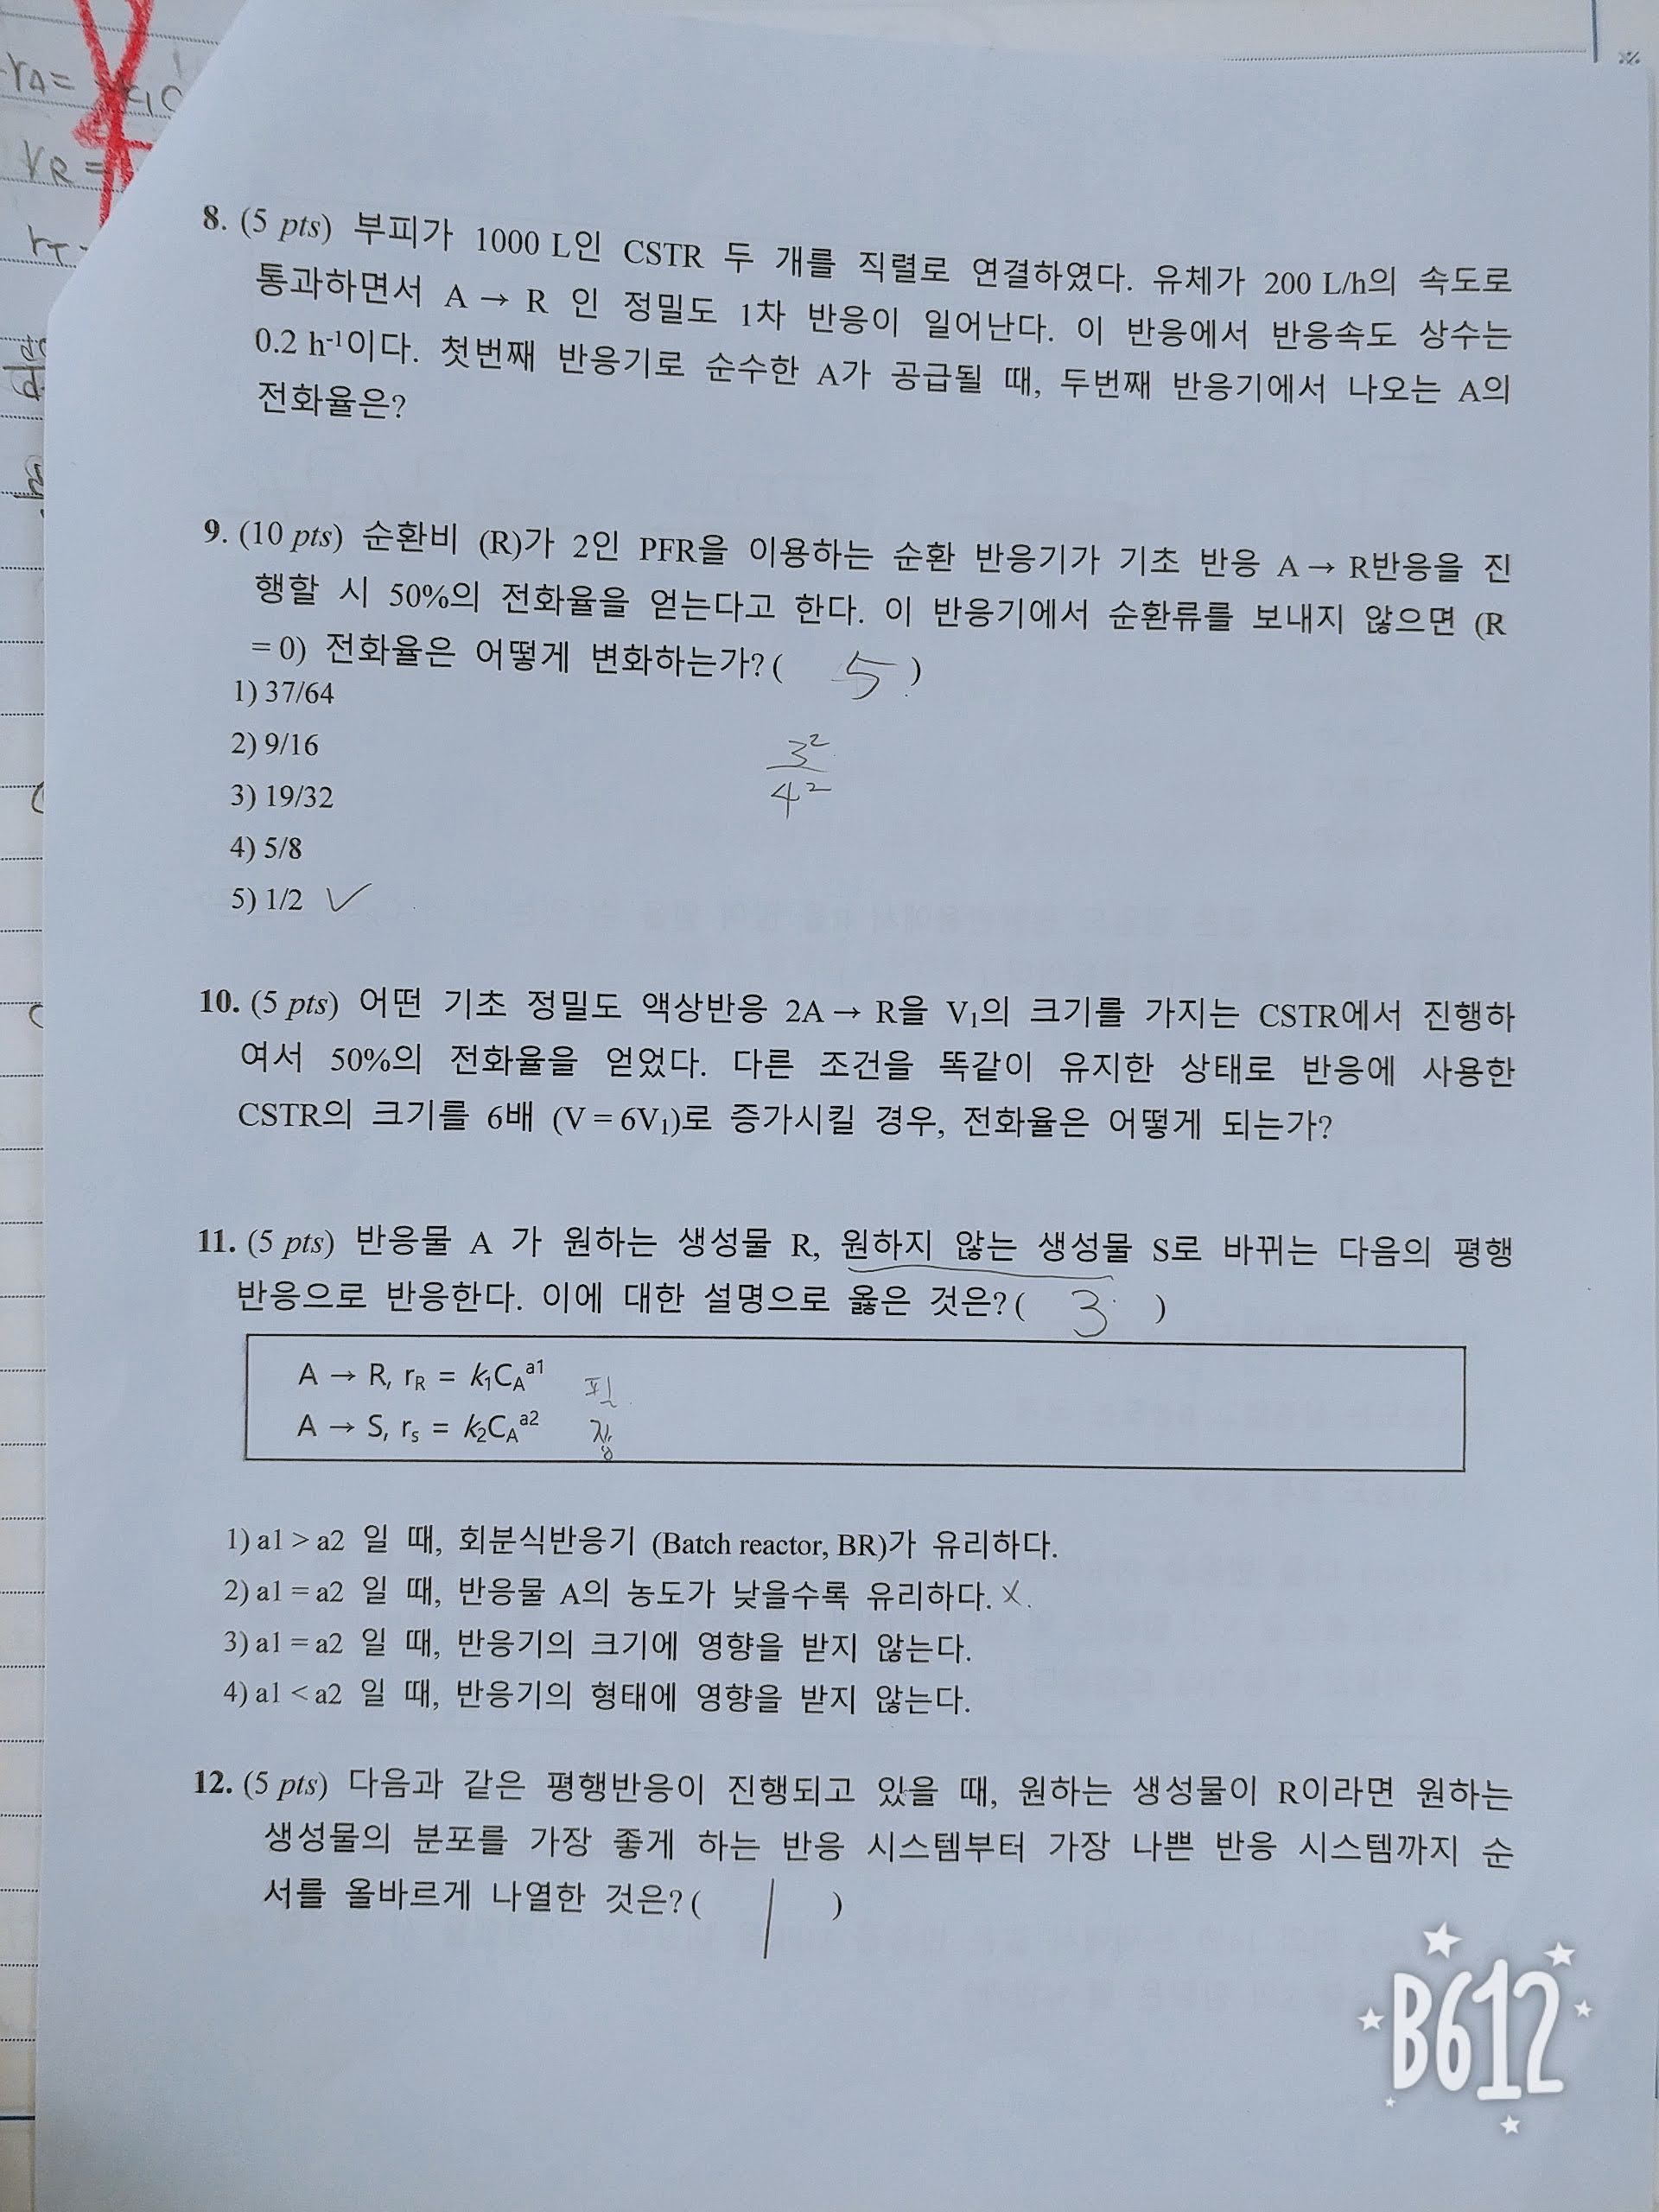 -rA=
8. (5 pts) 부피가 1000 L인 CSTR 두 개를 직렬로 연결하였다. 유체가 200 L/h의 속도로
통과하면서 A → R 인 정밀도 1차 반응이 일어난다. 이 반응에서 반응속도 상수는
0.2 h-1이다. 첫번째 반응기로 순수한 A가 공급될 때, 두번째 반응기에서 나오는 A의
전화율은?
9. (10 pts) 순환비 (R)가 2인 PFR을 이용하는 순환 반응기가 기초 반응 A → R반응을 진
행할 시 50%의 전화율을 얻는다고 한다. 이 반응기에서 순환류를 보내지 않으면 (R
= 0) 전화율은 어떻게 변화하는가? ( 5 )
1) 37/64
2) 9/16
3) 19/32
4) 5/8
5) 1/2 ✓
3²
4²
10. (5 pts) 어떤 기초 정밀도 액상반응 2A → R을 V1의 크기를 가지는 CSTR에서 진행하
여서 50%의 전화율을 얻었다. 다른 조건을 똑같이 유지한 상태로 반응에 사용한
CSTR의 크기를 6배 (V = 6V1)로 증가시킬 경우, 전화율은 어떻게 되는가?
11. (5 pts) 반응물 A 가 원하는 생성물 R, 원하지 않는 생성물 S로 바뀌는 다음의 평행
반응으로 반응한다. 이에 대한 설명으로 옳은 것은? ( 3 )
A → R, rR = k1CA^a1
A → S, rs = k2CA^a2
1) a1 > a2 일 때, 회분식반응기 (Batch reactor, BR)가 유리하다.
2) a1 = a2 일 때, 반응물 A의 농도가 낮을수록 유리하다. X.
3) a1 = a2 일 때, 반응기의 크기에 영향을 받지 않는다.
4) a1 < a2 일 때, 반응기의 형태에 영향을 받지 않는다.
12. (5 pts) 다음과 같은 평행반응이 진행되고 있을 때, 원하는 생성물이 R이라면 원하는
생성물의 분포를 가장 좋게 하는 반응 시스템부터 가장 나쁜 반응 시스템까지 순
서를 올바르게 나열한 것은? ( 1 )
B612